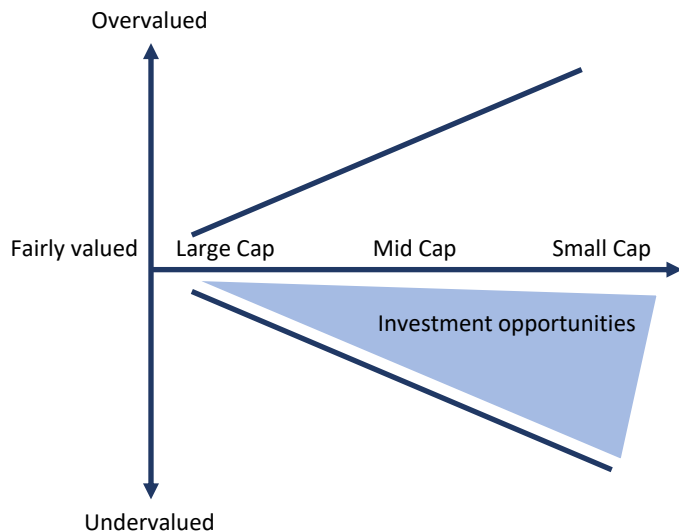 Overvalued
Fairly valued
Large Cap
Mid Cap
Small Cap
Investment opportunities
Undervalued